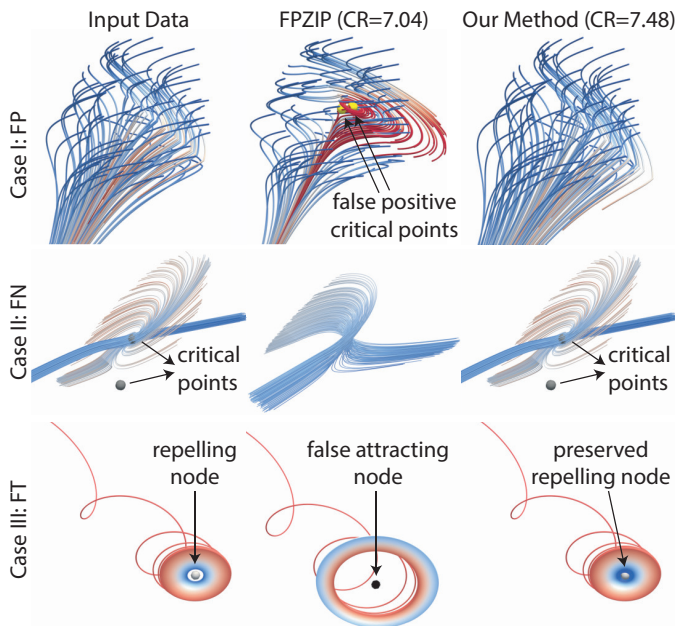 Input Data
FPZIP (CR=7.04)
Our Method (CR=7.48)
Case I: FP
false positive
critical points
Case II: FN
critical
points
critical
points
Case III: FT
repelling
node
false attracting
node
preserved
repelling node